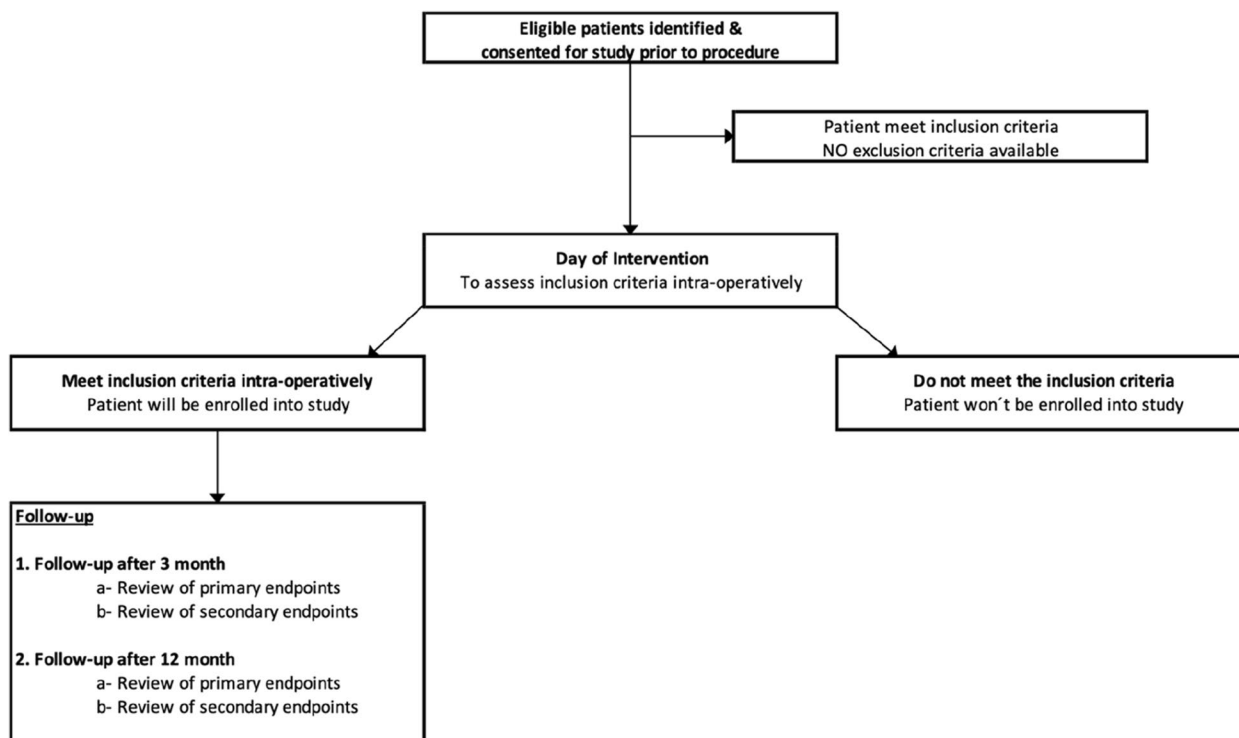 Eligible patients identified &
consented for study prior to procedure
Patient meet inclusion criteria
NO exclusion criteria available
Day of Intervention
To assess inclusion criteria intra-operatively
Meet inclusion criteria intra-operatively
Patient will be enrolled into study
Do not meet the inclusion criteria
Patient won´t be enrolled into study
Follow-up
1. Follow-up after 3 month
a- Review of primary endpoints
b- Review of secondary endpoints
2. Follow-up after 12 month
a- Review of primary endpoints
b- Review of secondary endpoints